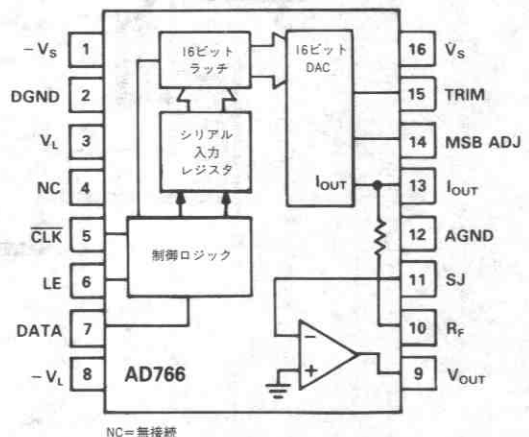 −VS 1
DGND 2
VL 3
NC 4
CLK 5
LE 6
DATA 7
−VL 8
16ビット
ラッチ
シリアル
入力
レジスタ
制御ロジック
16ビット
DAC
IOUT
−
+
AD766
16 VS
15 TRIM
14 MSB ADJ
13 IOUT
12 AGND
11 SJ
10 RF
9 VOUT
NC=無接続